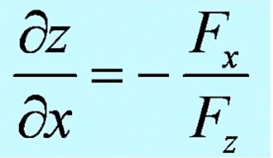 ∂z/∂x = − F_x/F_z